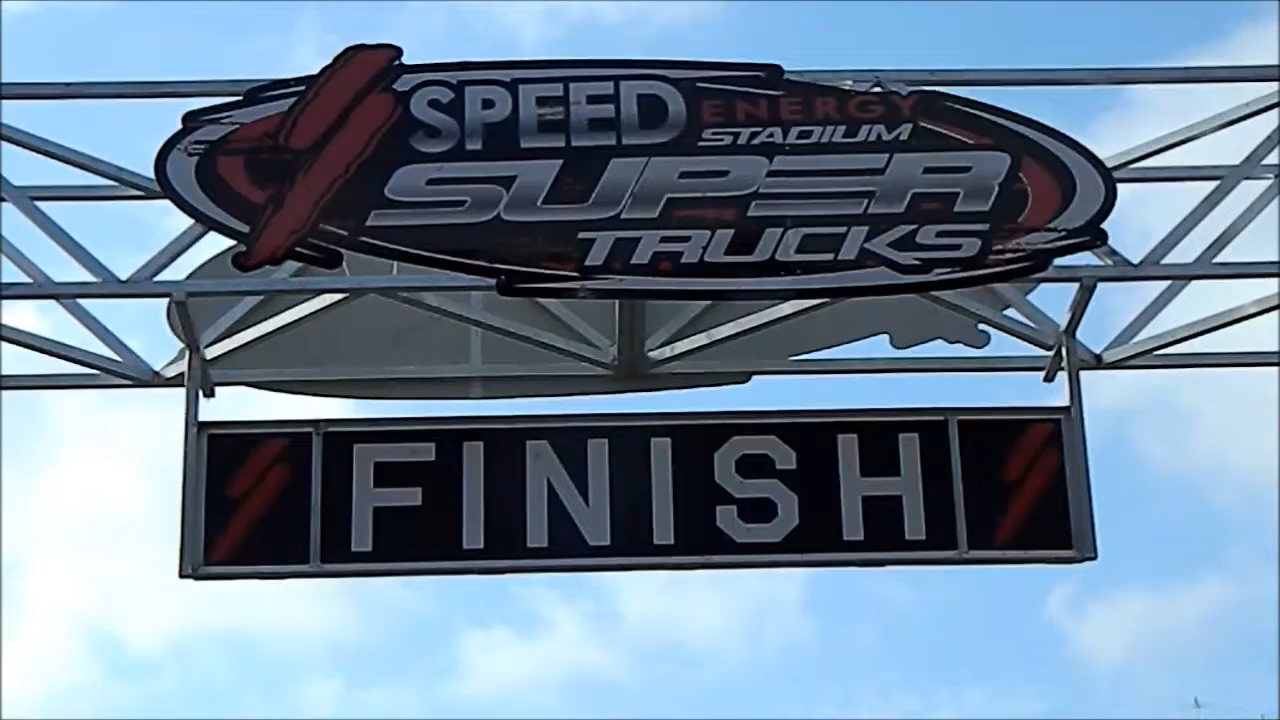 SPEED ENERGY
STADIUM
SUPER
TRUCKS
FINISH